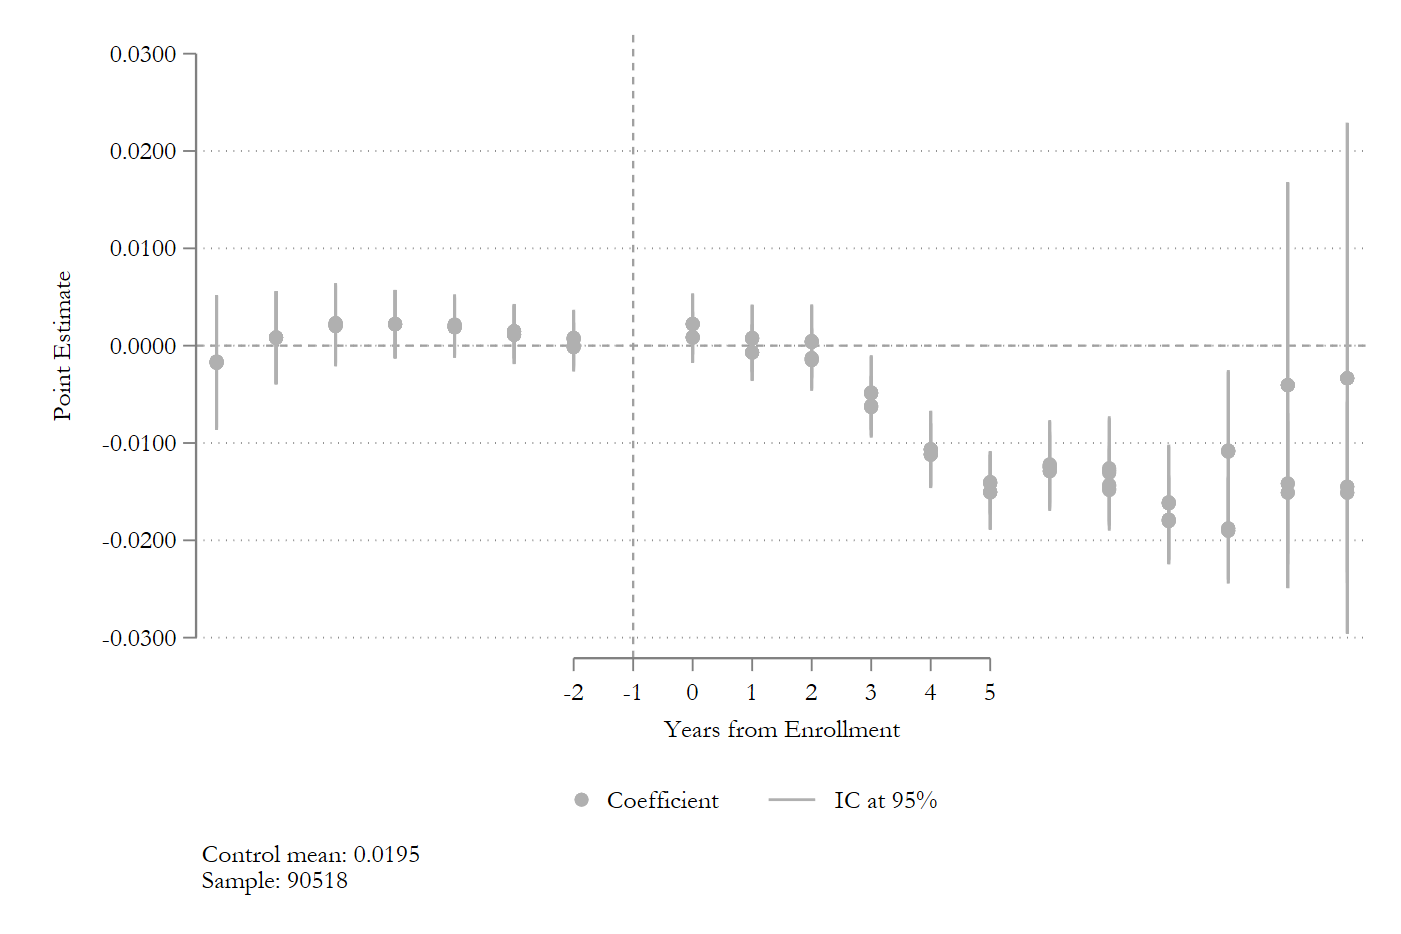 0.0300
0.0200
0.0100
0.0000
-0.0100
-0.0200
-0.0300
Point Estimate
-2 -1 0 1 2 3 4 5
Years from Enrollment
Coefficient IC at 95%
Control mean: 0.0195
Sample: 90518